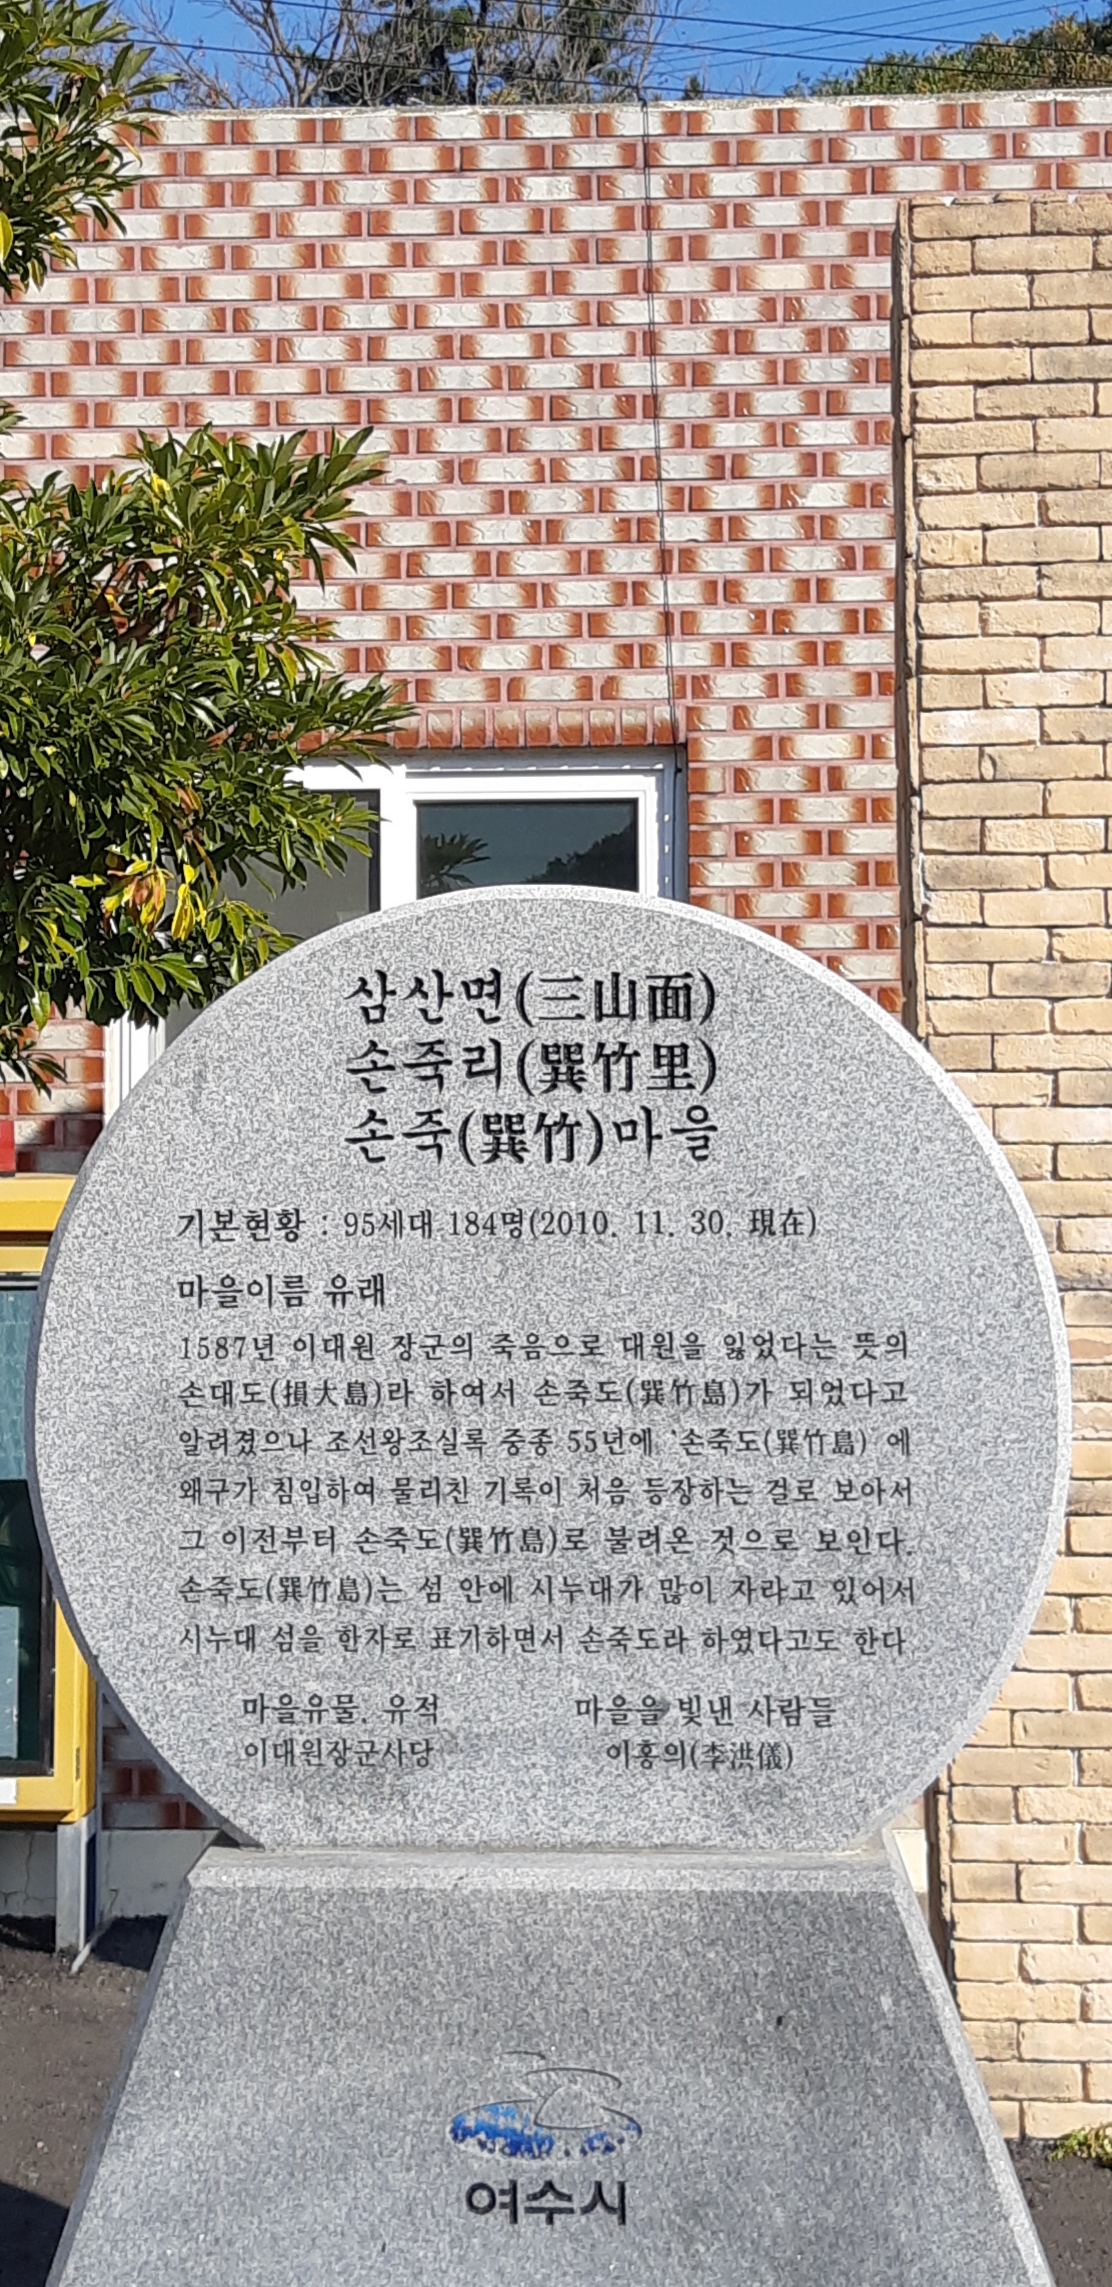 삼산면(三山面)
손죽리(巽竹里)
손죽(巽竹)마을
기본현황 : 95세대 184명(2010. 11. 30. 現在)
마을이름 유래
1587년 이대원 장군의 죽음으로 대원을 잃었다는 뜻의
손대도(損大島)라 하여서 손죽도(巽竹島)가 되었다고
알려졌으나 조선왕조실록 중종 55년에 '손죽도(巽竹島) 에
왜구가 침입하여 물리친 기록이 처음 등장하는 걸로 보아서
그 이전부터 손죽도(巽竹島)로 불려온 것으로 보인다.
손죽도(巽竹島)는 섬 안에 시누대가 많이 자라고 있어서
시누대 섬을 한자로 표기하면서 손죽도라 하였다고도 한다
마을유물. 유적 마을을 빛낸 사람들
이대원장군사당 이홍의(李洪儀)
여수시